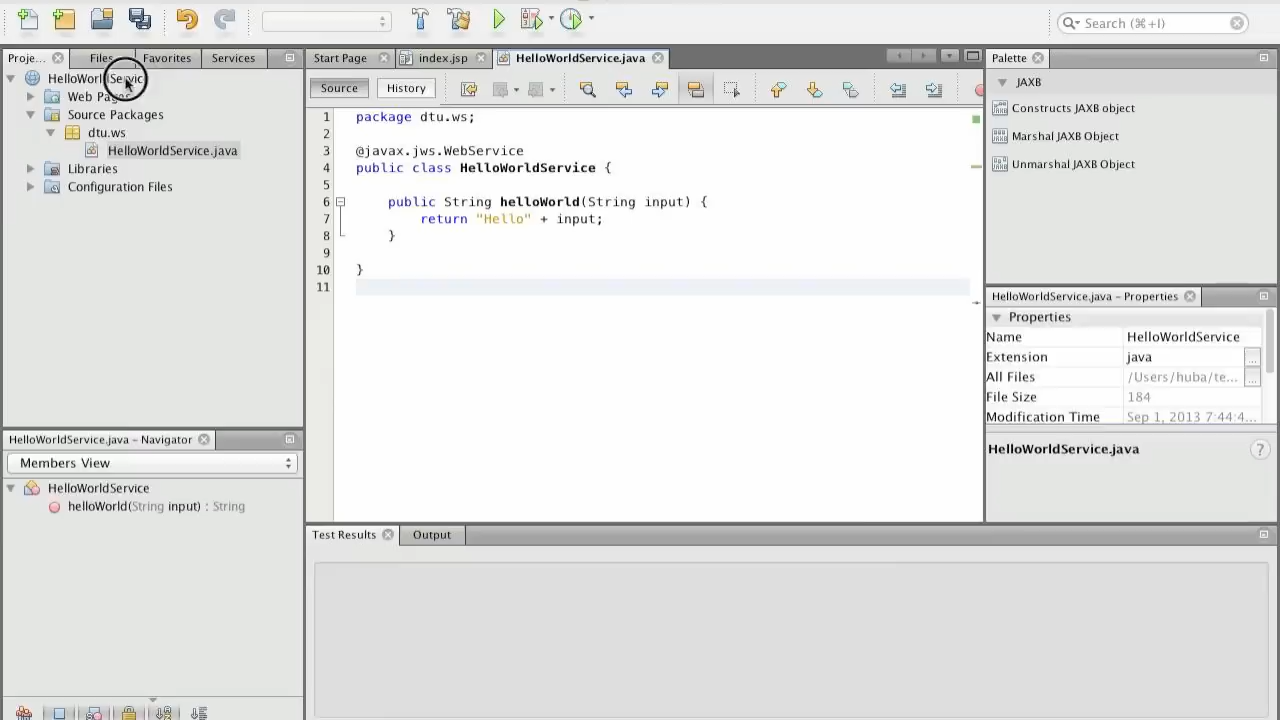 Search (⌘+I)
Proje...
Files
Favorites
Services
Start Page
index.jsp
HelloWorldService.java
Palette
HelloWorldService
Web Pages
Source Packages
dtu.ws
HelloWorldService.java
Libraries
Configuration Files
Source
History
1 package dtu.ws;
2
3 @javax.jws.WebService
4 public class HelloWorldService {
5
6 public String helloWorld(String input) {
7 return "Hello" + input;
8 }
9
10 }
11
JAXB
Constructs JAXB object
Marshal JAXB Object
Unmarshal JAXB Object
HelloWorldService.java – Properties
Properties
Name HelloWorldService
Extension java
...
All Files /Users/huba/te...
...
File Size 184
Modification Time Sep 1, 2013 7:44:4...
HelloWorldService.java
?
HelloWorldService.java – Navigator
Members View
HelloWorldService
helloWorld(String input) : String
Test Results
Output